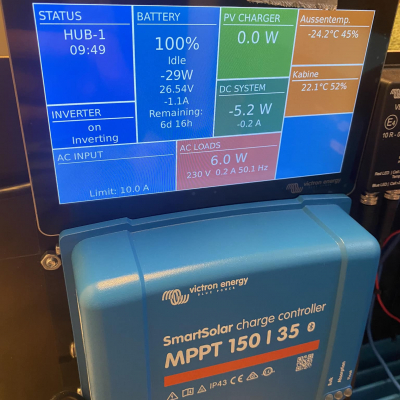 STATUS
HUB-1
09:49
BATTERY
100%
Idle
-29W
26.54V
-1.1A
Remaining:
6d 16h
PV CHARGER
0.0 W
DC SYSTEM
-5.2 W
-0.2 A
Aussentemp.
-24.2°C 45%
Kabine
22.1°C 52%
INVERTER
on
Inverting
AC INPUT
Limit: 10.0 A
AC LOADS
6.0 W
230 V 0.2 A 50.1 Hz
victron energy
victron energy
BLUE POWER
SmartSolar charge controller
MPPT 150 | 35
IP43 CE